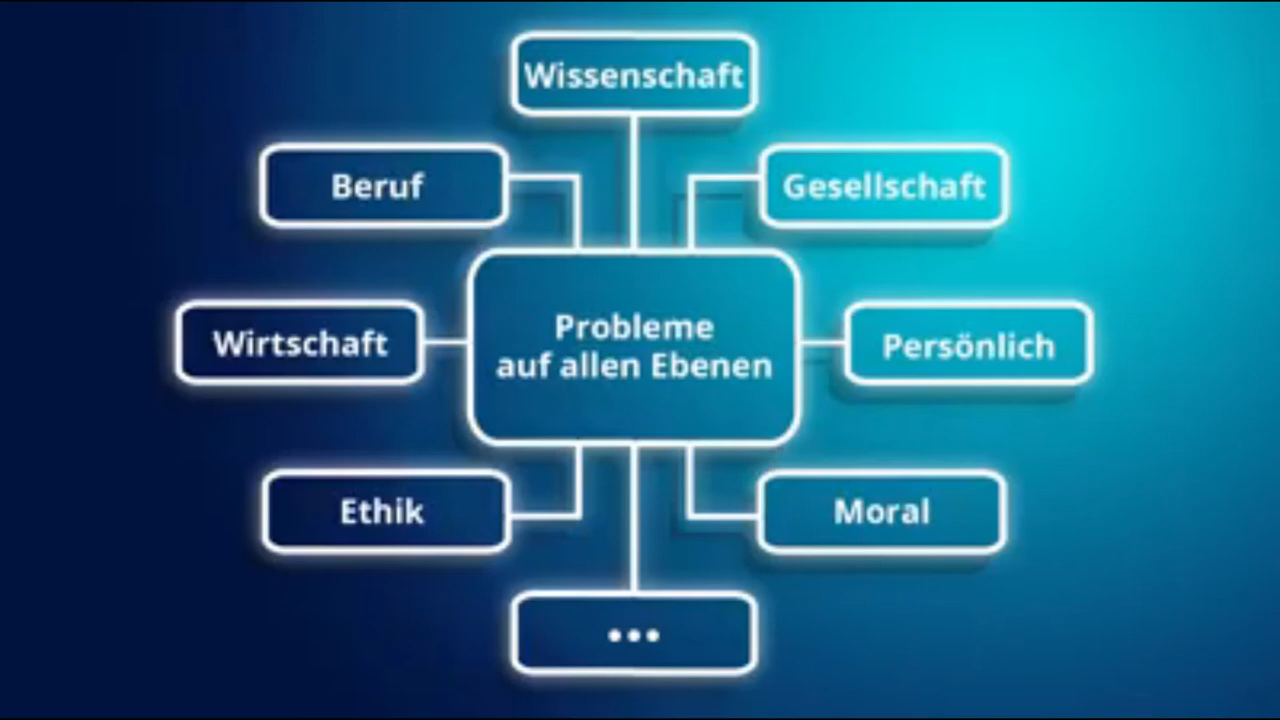 Wissenschaft
Beruf
Gesellschaft
Probleme
auf allen Ebenen
Wirtschaft
Persönlich
Ethik
Moral
...